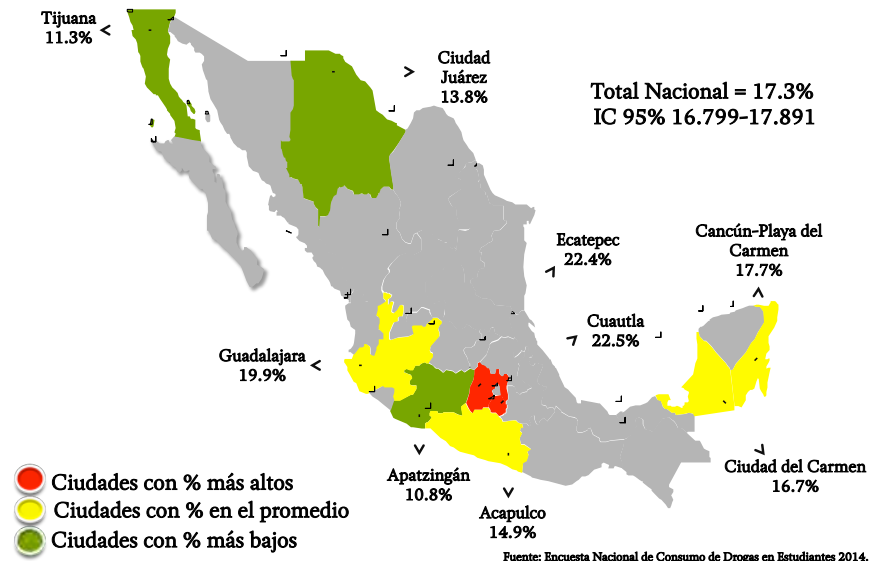 Tijuana
11.3%
Ciudad
Juárez
13.8%
Total Nacional = 17.3%
IC 95% 16.799-17.891
Ecatepec
22.4%
Cancún-Playa del
Carmen
17.7%
Cuautla
22.5%
Guadalajara
19.9%
Apatzingán
10.8%
Acapulco
14.9%
Ciudad del Carmen
16.7%
Ciudades con % más altos
Ciudades con % en el promedio
Ciudades con % más bajos
Fuente: Encuesta Nacional de Consumo de Drogas en Estudiantes 2014.